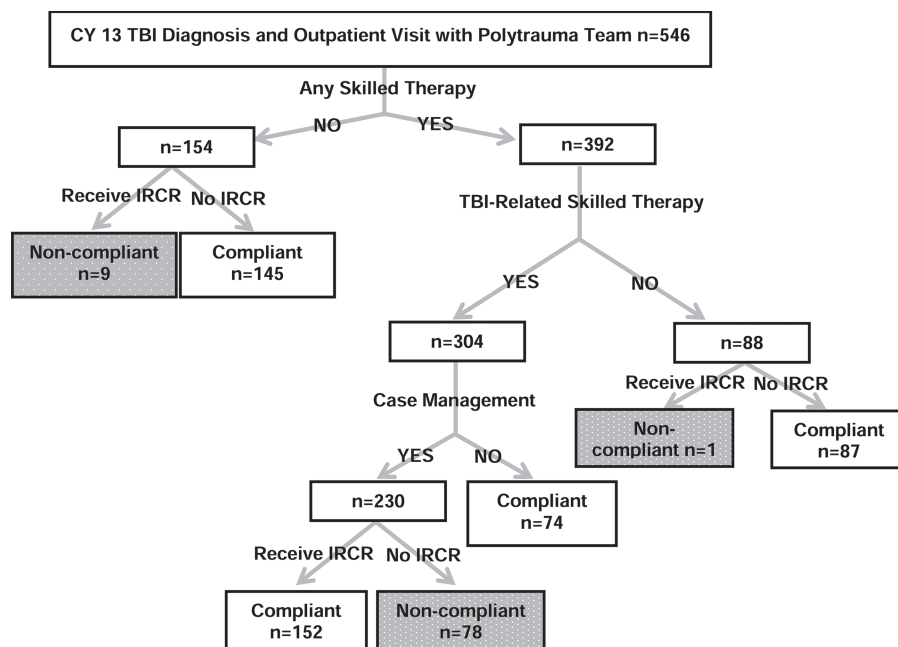 CY 13 TBI Diagnosis and Outpatient Visit with Polytrauma Team n=546
Any Skilled Therapy
NO
YES
n=154
n=392
Receive IRCR
No IRCR
TBI-Related Skilled Therapy
Non-compliant
n=9
Compliant
n=145
YES
NO
n=304
n=88
Receive IRCR
No IRCR
Case Management
Non-
compliant n=1
Compliant
n=87
YES
NO
n=230
Compliant
n=74
Receive IRCR
No IRCR
Compliant
n=152
Non-compliant
n=78